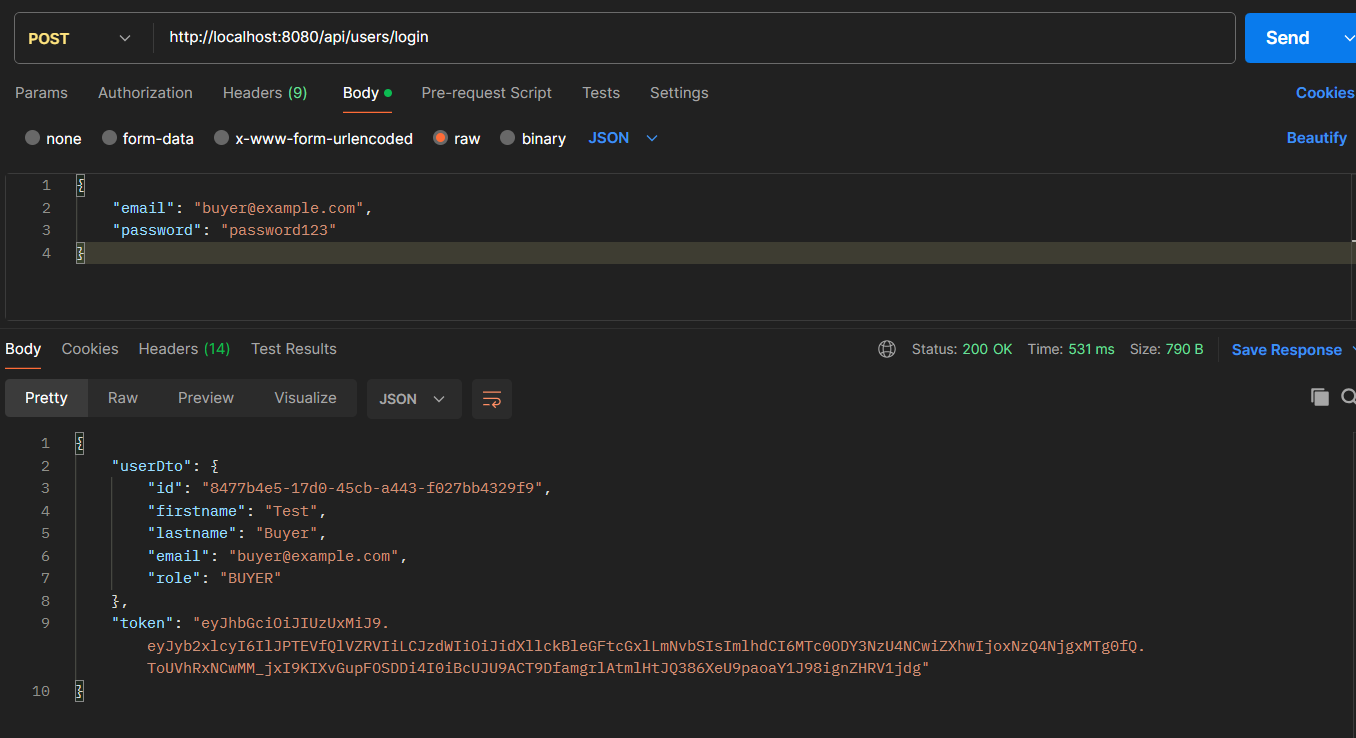 POST http://localhost:8080/api/users/login Send
Params Authorization Headers (9) Body Pre-request Script Tests Settings Cookies
none form-data x-www-form-urlencoded raw binary JSON Beautify
1 {
2 "email": "buyer@example.com",
3 "password": "password123"
4 }
Body Cookies Headers (14) Test Results Status: 200 OK Time: 531 ms Size: 790 B Save Response
Pretty Raw Preview Visualize JSON
1 {
2 "userDto": {
3 "id": "8477b4e5-17d0-45cb-a443-f027bb4329f9",
4 "firstname": "Test",
5 "lastname": "Buyer",
6 "email": "buyer@example.com",
7 "role": "BUYER"
8 },
9 "token": "eyJhbGciOiJIUzUxMiJ9.
eyJyb2xlcyI6IlJPTEVfQlVZRVIiLCJzdWIiOiJidXllckBleGFtcGxlLmNvbSIsImlhdCI6MTc0ODY3NzU4NCwiZXhwIjoxNzQ4NjgxMTg0fQ.
ToUVhRxNCwMM_jxI9KIXvGupFOSDDi4I0iBcUJU9ACT9DfamgrlAtmlHtJQ386XeU9paoaY1J98ignZHRV1jdg"
10 }